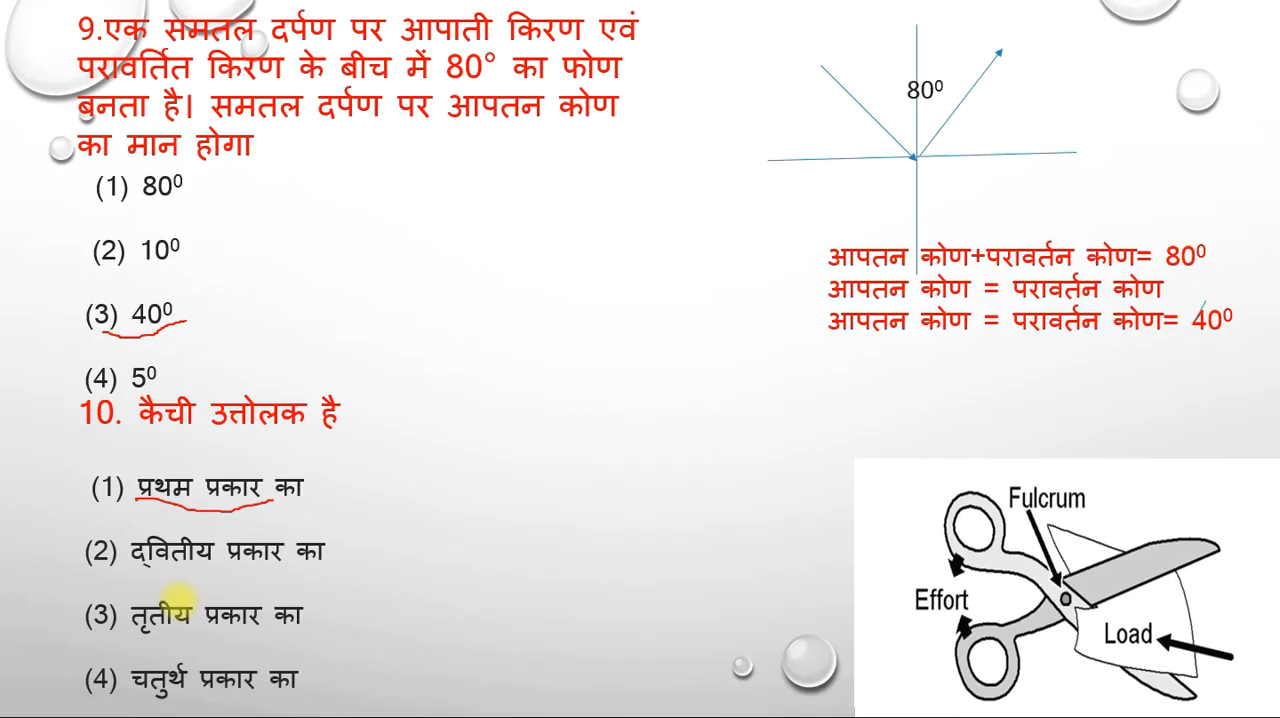 9.एक समतल दर्पण पर आपाती किरण एवं
परावर्तित किरण के बीच में 80° का फोण
बनता है। समतल दर्पण पर आपतन कोण
का मान होगा
(1) 80⁰
(2) 10⁰
(3) 40⁰
(4) 5⁰
10. कैची उत्तोलक है
(1) प्रथम प्रकार का
(2) द्वितीय प्रकार का
(3) तृतीय प्रकार का
(4) चतुर्थ प्रकार का
80⁰
आपतन कोण+परावर्तन कोण= 80⁰
आपतन कोण = परावर्तन कोण
आपतन कोण = परावर्तन कोण= 40⁰
Fulcrum
Effort
Load